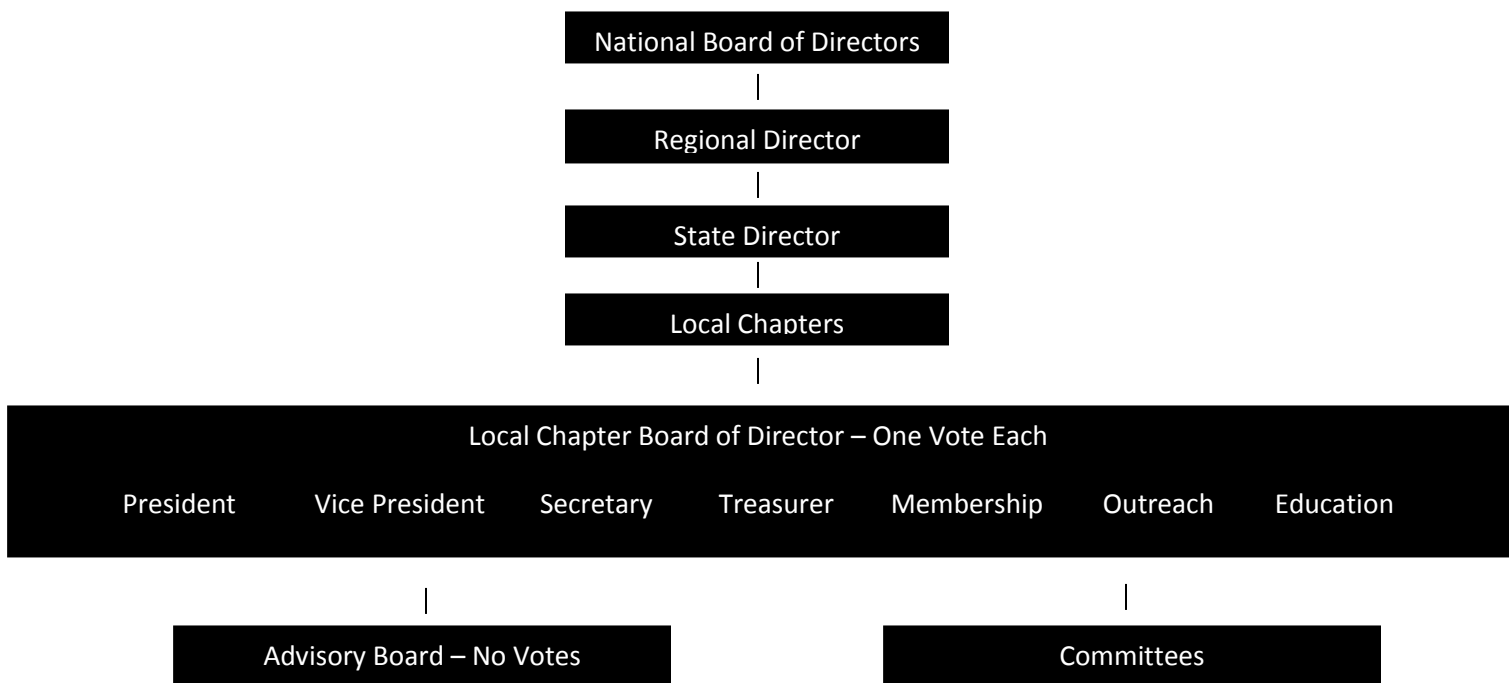 National Board of Directors
Regional Director
State Director
Local Chapters
Local Chapter Board of Director – One Vote Each
President Vice President Secretary Treasurer Membership Outreach Education
Advisory Board – No Votes
Committees